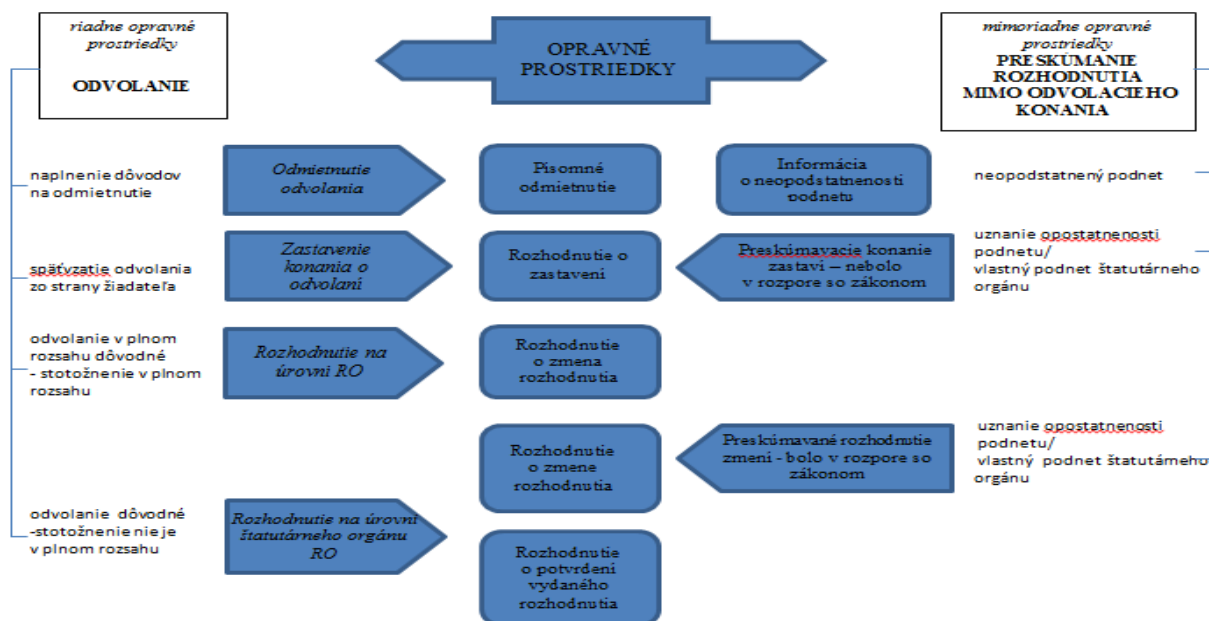 riadne opravné
prostriedky
ODVOLANIE
OPRAVNÉ
PROSTRIEDKY
mimoriadne opravné
prostriedky
PRESKÚMANIE
ROZHODNUTIA
MIMO ODVOLACIEHO
KONANIA
naplnenie dôvodov
na odmietnutie
Odmietnutie
odvolania
Písomné
odmietnutie
Informácia
o neopodstatnenosti
podnetu
neopodstatnený podnet
späťvzatie odvolania
zo strany žiadateľa
Zastavenie
konania o
odvolaní
Rozhodnutie o
zastavení
Preskúmavacie konanie
zastaví – nebolo
v rozpore so zákonom
uznanie opostatnenosti
podnetu/
vlastný podnet štatutárneho
orgánu
odvolanie v plnom
rozsahu dôvodné
- stotožnenie v plnom
rozsahu
Rozhodnutie na
úrovni RO
Rozhodnutie
o zmena
rozhodnutia
Rozhodnutie
o zmene
rozhodnutia
Preskúmavané rozhodnutie
zmení - bolo v rozpore so
zákonom
uznanie opostatnenosti
podnetu/
vlastný podnet štatutárneho
orgánu
odvolanie dôvodné
-stotožnenie nie je
v plnom rozsahu
Rozhodnutie na úrovni
štatutárneho orgánu
RO
Rozhodnutie
o potvrdení
vydaného
rozhodnutia